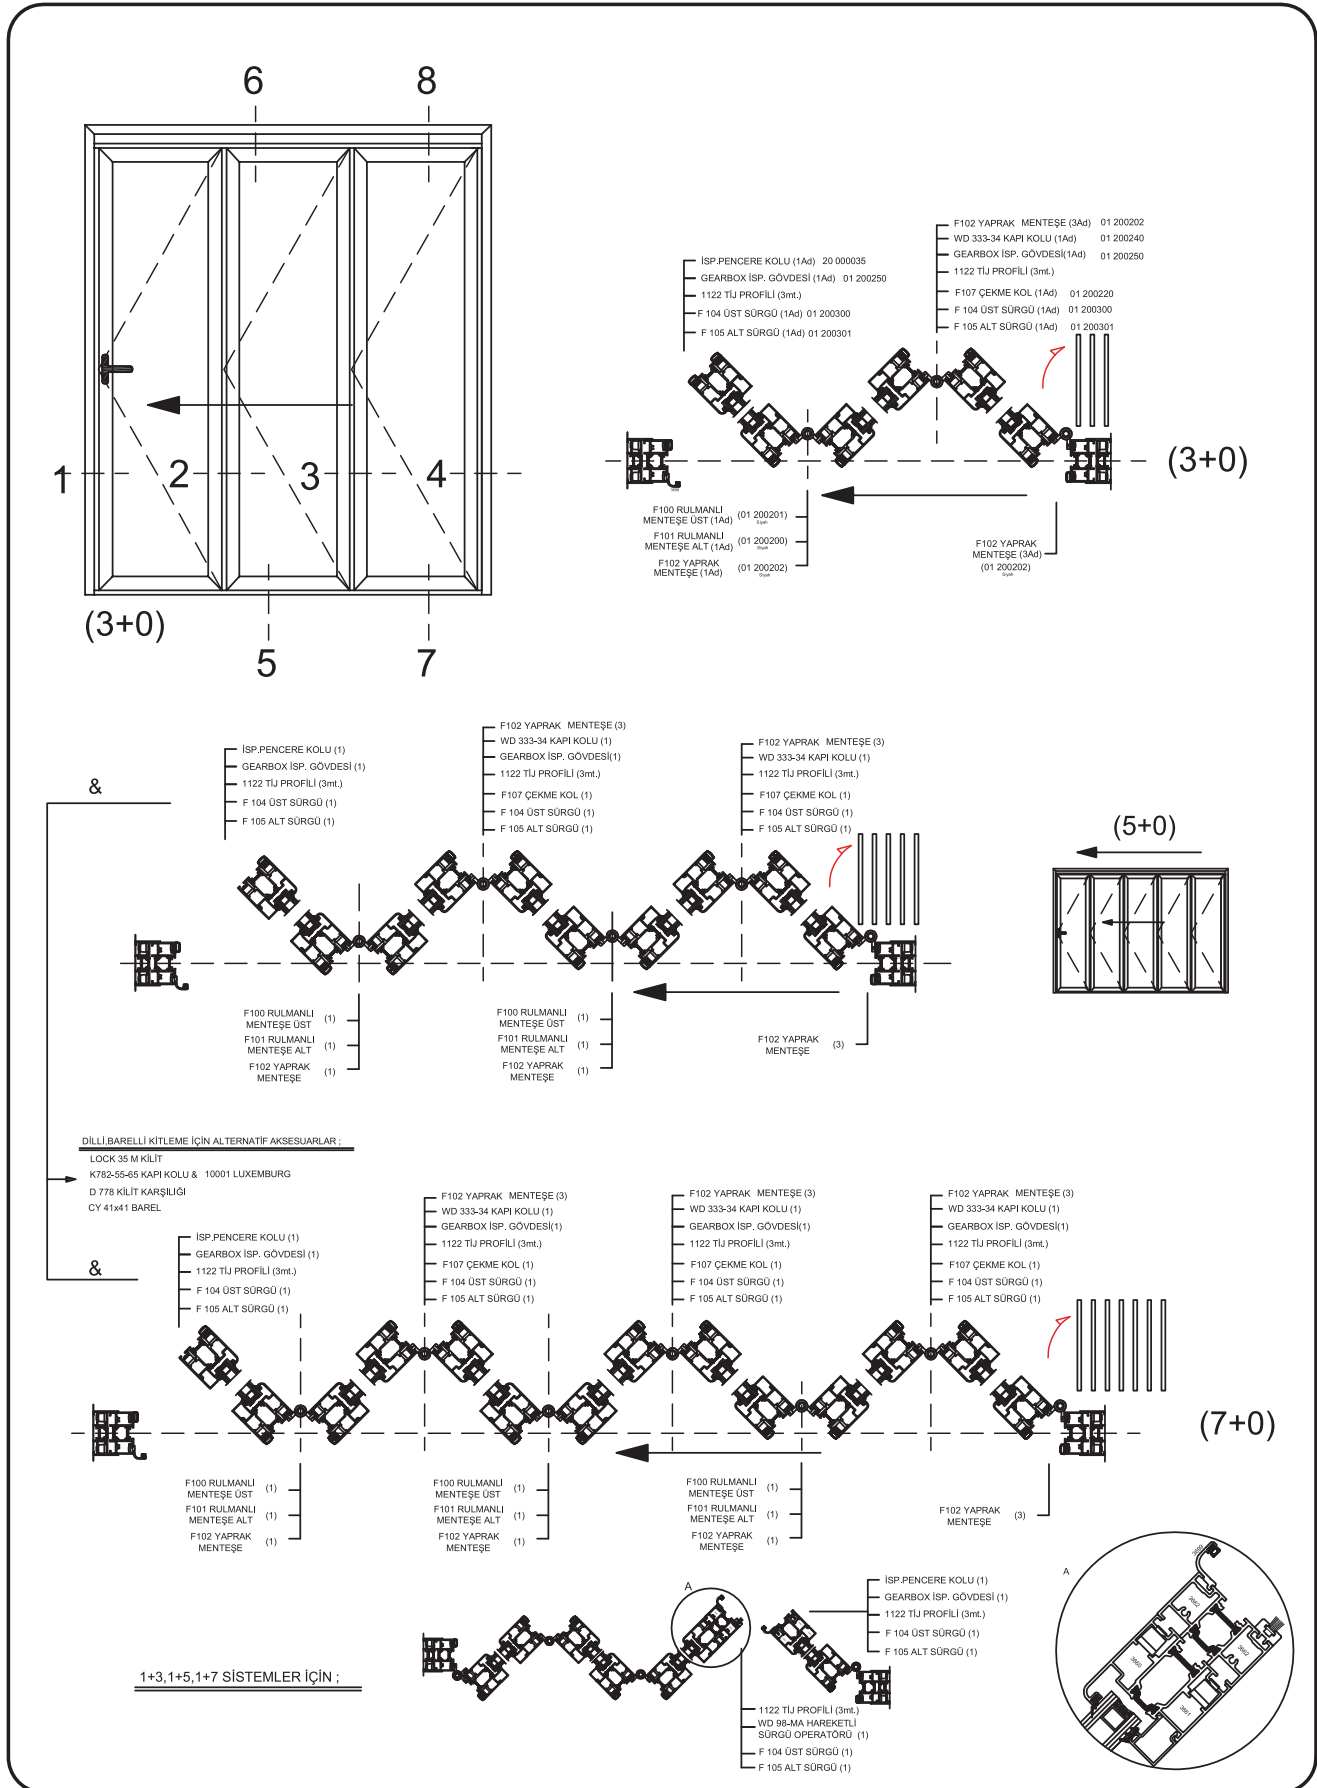 6
8
1
2
3
4
(3+0)
5
7
İSP.PENCERE KOLU (1Ad) 20 000035
GEARBOX İSP. GÖVDESİ (1Ad) 01 200250
1122 TİJ PROFİLİ (3mt.)
F 104 ÜST SÜRGÜ (1Ad) 01 200300
F 105 ALT SÜRGÜ (1Ad) 01 200301
F102 YAPRAK MENTEŞE (3Ad) 01 200202
WD 333-34 KAPI KOLU (1Ad) 01 200240
GEARBOX İSP. GÖVDESİ(1Ad) 01 200250
1122 TİJ PROFİLİ (3mt.)
F107 ÇEKME KOL (1Ad) 01 200220
F 104 ÜST SÜRGÜ (1Ad) 01 200300
F 105 ALT SÜRGÜ (1Ad) 01 200301
(3+0)
F100 RULMANLI
MENTEŞE ÜST (1Ad) (01 200201)
Siyah
F101 RULMANLI
MENTEŞE ALT (1Ad) (01 200200)
Siyah
F102 YAPRAK
MENTEŞE (1Ad) (01 200202)
Siyah
F102 YAPRAK
MENTEŞE (3Ad)
(01 200202)
Siyah
&
İSP.PENCERE KOLU (1)
GEARBOX İSP. GÖVDESİ (1)
1122 TİJ PROFİLİ (3mt.)
F 104 ÜST SÜRGÜ (1)
F 105 ALT SÜRGÜ (1)
F102 YAPRAK MENTEŞE (3)
WD 333-34 KAPI KOLU (1)
GEARBOX İSP. GÖVDESİ(1)
1122 TİJ PROFİLİ (3mt.)
F107 ÇEKME KOL (1)
F 104 ÜST SÜRGÜ (1)
F 105 ALT SÜRGÜ (1)
F102 YAPRAK MENTEŞE (3)
WD 333-34 KAPI KOLU (1)
1122 TİJ PROFİLİ (3mt.)
F107 ÇEKME KOL (1)
F 104 ÜST SÜRGÜ (1)
F 105 ALT SÜRGÜ (1)
(5+0)
F100 RULMANLI
MENTEŞE ÜST (1)
F101 RULMANLI
MENTEŞE ALT (1)
F102 YAPRAK
MENTEŞE (1)
F100 RULMANLI
MENTEŞE ÜST (1)
F101 RULMANLI
MENTEŞE ALT (1)
F102 YAPRAK
MENTEŞE (1)
F102 YAPRAK
MENTEŞE (3)
DİLLİ,BARELLİ KİTLEME İÇİN ALTERNATİF AKSESUARLAR ;
LOCK 35 M KİLİT
K782-55-65 KAPI KOLU & 10001 LUXEMBURG
D 778 KİLİT KARŞILIĞI
CY 41x41 BAREL
&
İSP.PENCERE KOLU (1)
GEARBOX İSP. GÖVDESİ (1)
1122 TİJ PROFİLİ (3mt.)
F 104 ÜST SÜRGÜ (1)
F 105 ALT SÜRGÜ (1)
F102 YAPRAK MENTEŞE (3)
WD 333-34 KAPI KOLU (1)
GEARBOX İSP. GÖVDESİ(1)
1122 TİJ PROFİLİ (3mt.)
F107 ÇEKME KOL (1)
F 104 ÜST SÜRGÜ (1)
F 105 ALT SÜRGÜ (1)
F102 YAPRAK MENTEŞE (3)
WD 333-34 KAPI KOLU (1)
GEARBOX İSP. GÖVDESİ(1)
1122 TİJ PROFİLİ (3mt.)
F107 ÇEKME KOL (1)
F 104 ÜST SÜRGÜ (1)
F 105 ALT SÜRGÜ (1)
F102 YAPRAK MENTEŞE (3)
WD 333-34 KAPI KOLU (1)
GEARBOX İSP. GÖVDESİ(1)
1122 TİJ PROFİLİ (3mt.)
F107 ÇEKME KOL (1)
F 104 ÜST SÜRGÜ (1)
F 105 ALT SÜRGÜ (1)
(7+0)
F100 RULMANLI
MENTEŞE ÜST (1)
F101 RULMANLI
MENTEŞE ALT (1)
F102 YAPRAK
MENTEŞE (1)
F100 RULMANLI
MENTEŞE ÜST (1)
F101 RULMANLI
MENTEŞE ALT (1)
F102 YAPRAK
MENTEŞE (1)
F100 RULMANLI
MENTEŞE ÜST (1)
F101 RULMANLI
MENTEŞE ALT (1)
F102 YAPRAK
MENTEŞE (1)
F102 YAPRAK
MENTEŞE (3)
1+3,1+5,1+7 SİSTEMLER İÇİN ;
A
İSP.PENCERE KOLU (1)
GEARBOX İSP. GÖVDESİ (1)
1122 TİJ PROFİLİ (3mt.)
F 104 ÜST SÜRGÜ (1)
F 105 ALT SÜRGÜ (1)
1122 TİJ PROFİLİ (3mt.)
WD 98-MA HAREKETLİ
SÜRGÜ OPERATÖRÜ (1)
F 104 ÜST SÜRGÜ (1)
F 105 ALT SÜRGÜ (1)
A
3699
3662
3662
3660
3661